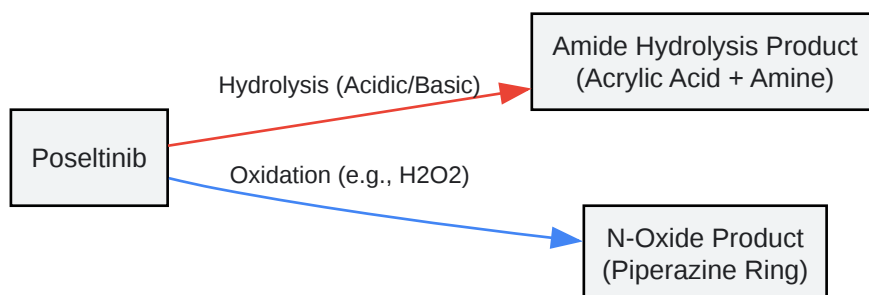 Amide Hydrolysis Product
(Acrylic Acid + Amine)
Hydrolysis (Acidic/Basic)
Poseltinib
Oxidation (e.g., H2O2)
N-Oxide Product
(Piperazine Ring)